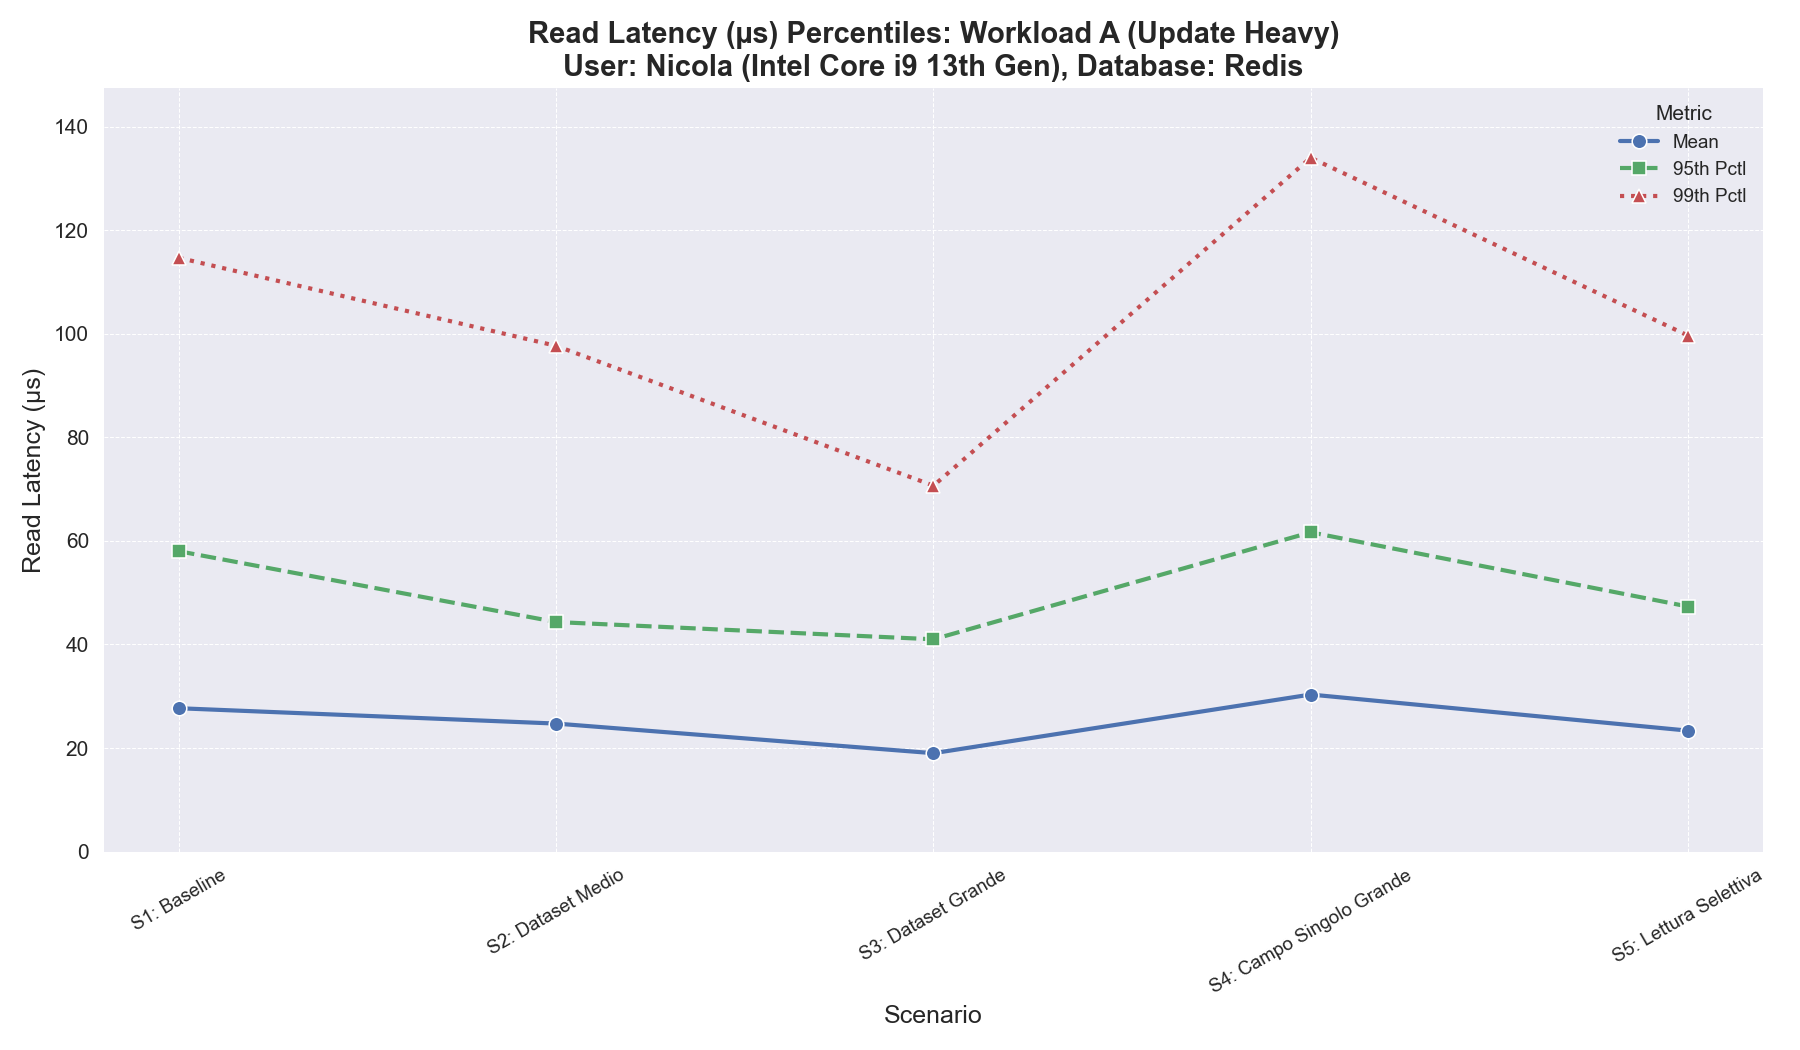 Read Latency (µs) Percentiles: Workload A (Update Heavy)
User: Nicola (Intel Core i9 13th Gen), Database: Redis
Metric
Mean
95th Pctl
99th Pctl
Read Latency (µs)
140
120
100
80
60
40
20
0
S1: Baseline
S2: Dataset Medio
S3: Dataset Grande
S4: Campo Singolo Grande
S5: Lettura Selettiva
Scenario